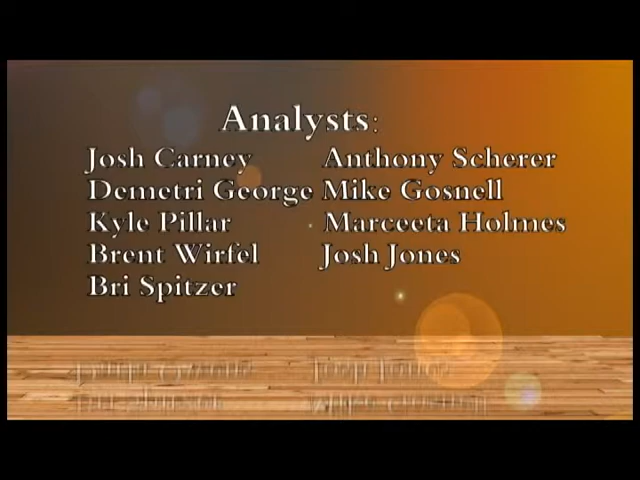 Analysts:
Josh Carney Anthony Scherer
Demetri George Mike Gosnell
Kyle Pillar Marceeta Holmes
Brent Wirfel Josh Jones
Bri Spitzer